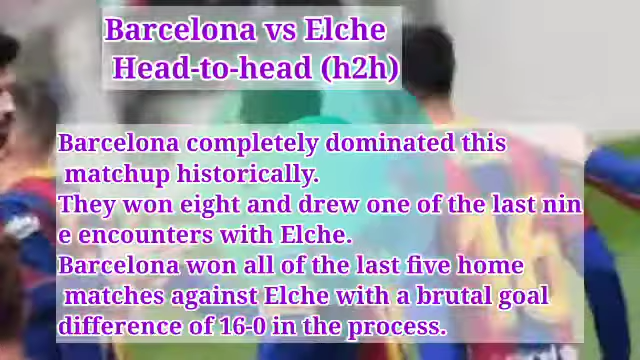 Barcelona vs Elche
Head-to-head (h2h)
Barcelona completely dominated this
matchup historically.
They won eight and drew one of the last nin
e encounters with Elche.
Barcelona won all of the last five home
matches against Elche with a brutal goal
difference of 16-0 in the process.